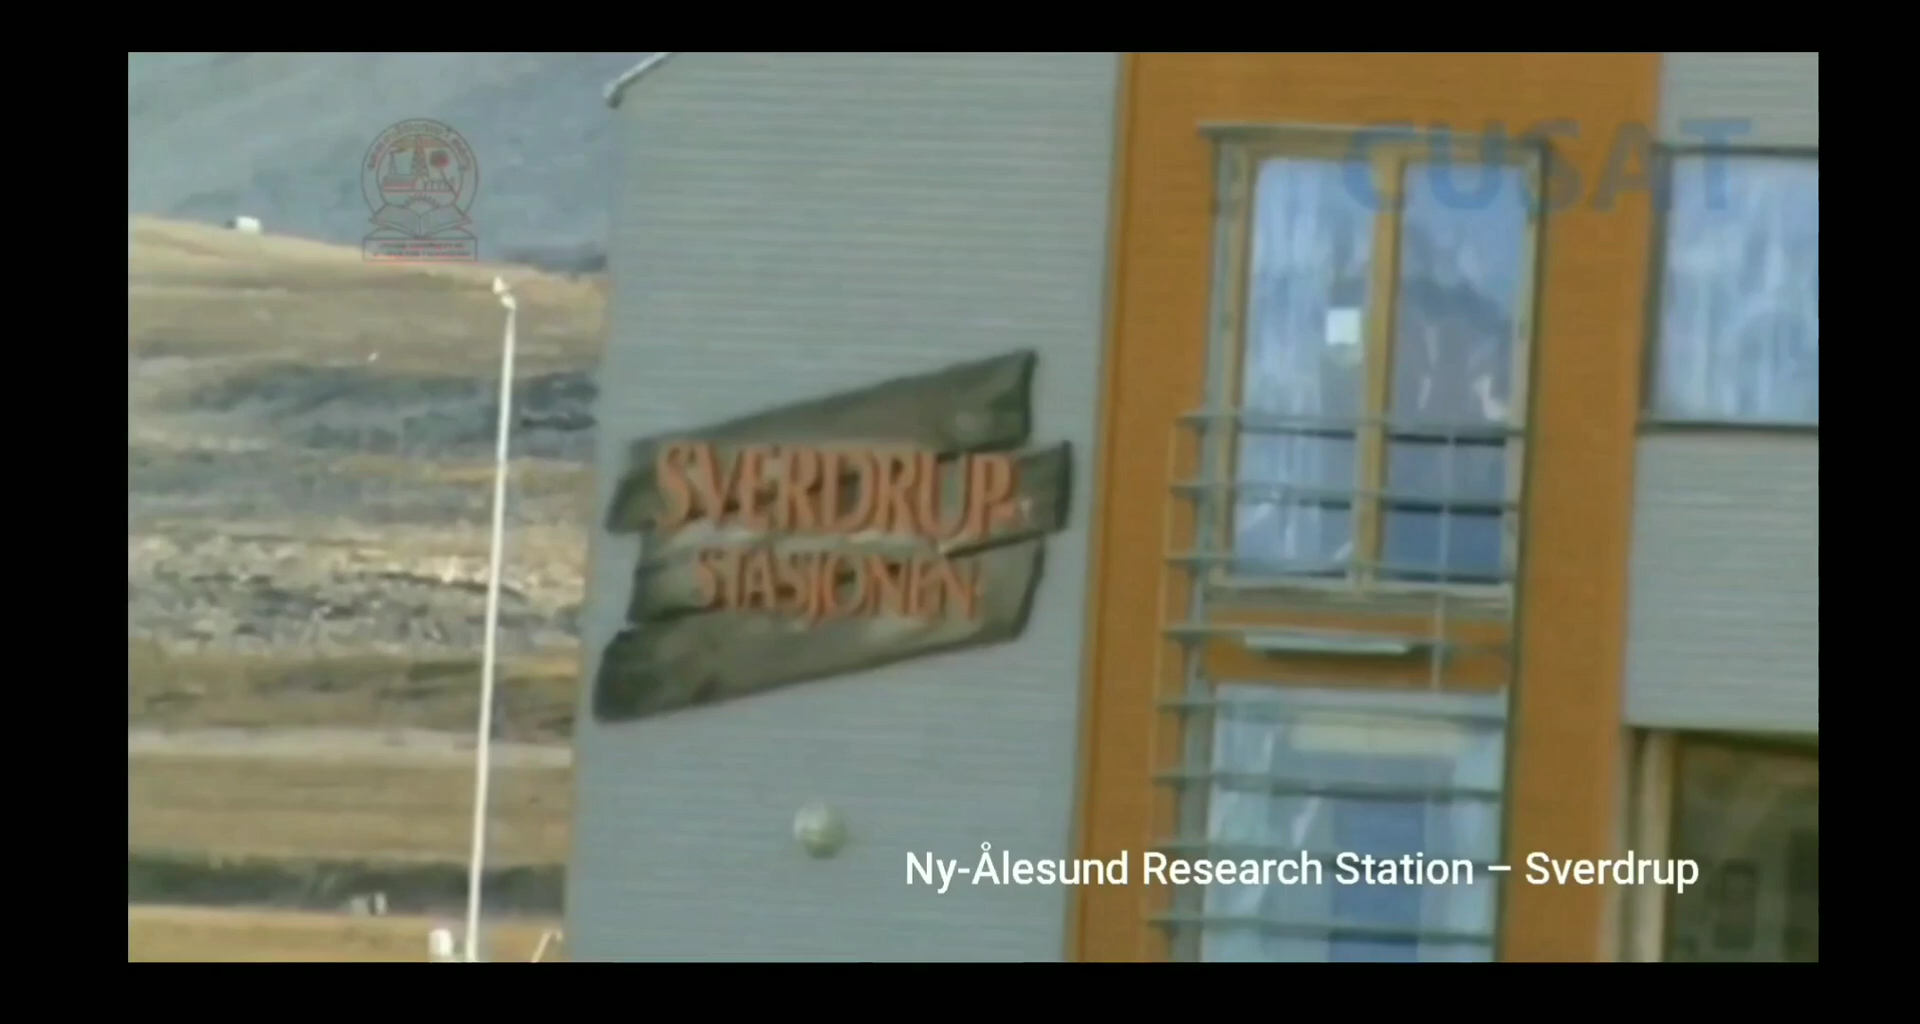 CUSAT
SVERDRUP
STASJONEN
Ny-Ålesund Research Station – Sverdrup